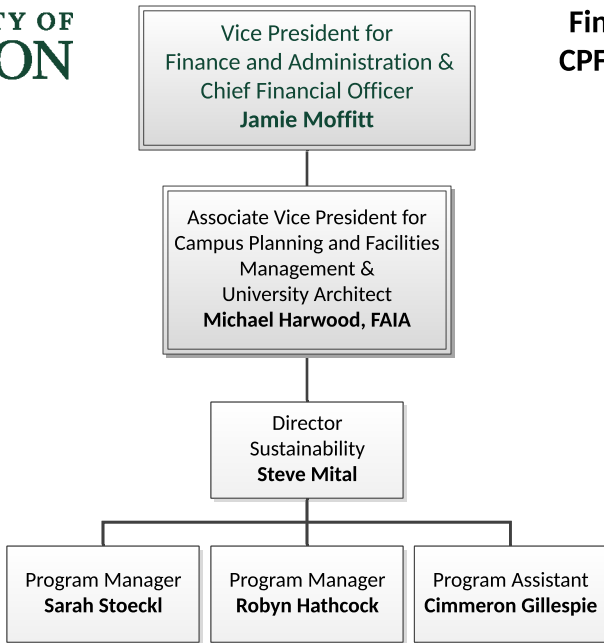 TY OF
ON
Fin
CPF
Vice President for
Finance and Administration &
Chief Financial Officer
Jamie Moffitt
Associate Vice President for
Campus Planning and Facilities
Management &
University Architect
Michael Harwood, FAIA
Director
Sustainability
Steve Mital
Program Manager
Sarah Stoeckl
Program Manager
Robyn Hathcock
Program Assistant
Cimmeron Gillespie